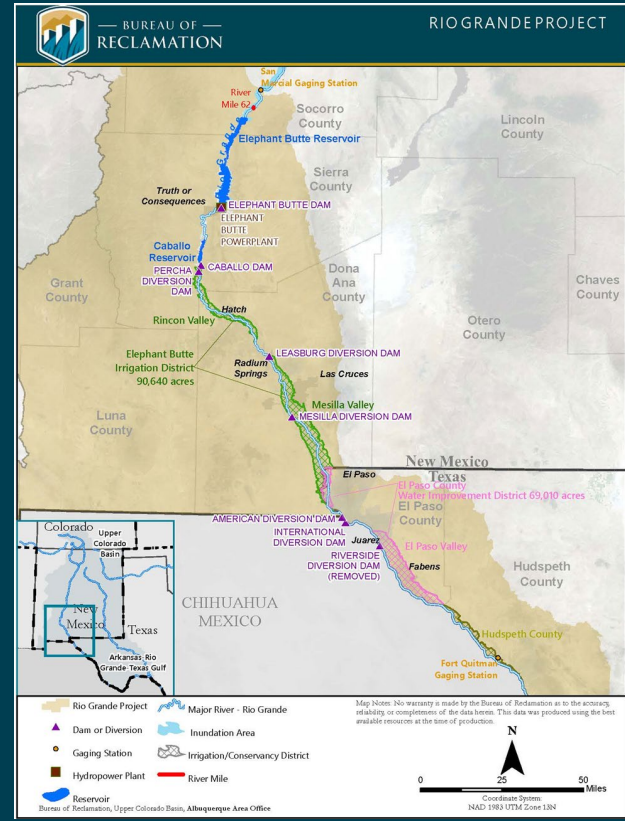 BUREAU OF
RECLAMATION
RIO GRANDE PROJECT
San
Marcial Gaging Station
River
Mile 62
Socorro
County
Lincoln
County
Elephant Butte Reservoir
Sierra
County
Truth or
Consequences
ELEPHANT BUTTE DAM
ELEPHANT
BUTTE
POWERPLANT
Caballo
Reservoir
CABALLO DAM
PERCHA
DIVERSION
DAM
Grant
County
Dona
Ana
County
Chaves
County
Otero
County
Hatch
Rincon Valley
Elephant Butte
Irrigation District
90,640 acres
LEASBURG DIVERSION DAM
Radium
Springs
Las Cruces
Mesilla Valley
MESILLA DIVERSION DAM
Luna
County
New Mexico
Texas
El Paso
El Paso County
Water Improvement District 69,010 acres
El Paso
County
AMERICAN DIVERSION DAM
INTERNATIONAL
DIVERSION DAM
Juarez
El Paso Valley
RIVERSIDE
DIVERSION DAM
(REMOVED)
Fabens
Hudspeth
County
CHIHUAHUA
MEXICO
Hudspeth County
Fort Quitman
Gaging Station
Colorado
Upper
Colorado
Basin
New
Mexico
Texas
Arkansas-Rio
Grande-Texas Gulf
Rio Grande Project
Dam or Diversion
Gaging Station
Hydropower Plant
Reservoir
Major River - Rio Grande
Inundation Area
Irrigation/Conservancy District
River Mile
Map Notes: No warranty is made by the Bureau of Reclamation as to the accuracy,
reliability, or completeness of the data herein. This data was produced using the best
available resources at the time of production.
N
0 25 50
Miles
Coordinate System:
NAD 1983 UTM Zone 13N
Bureau of Reclamation, Upper Colorado Basin, Albuquerque Area Office